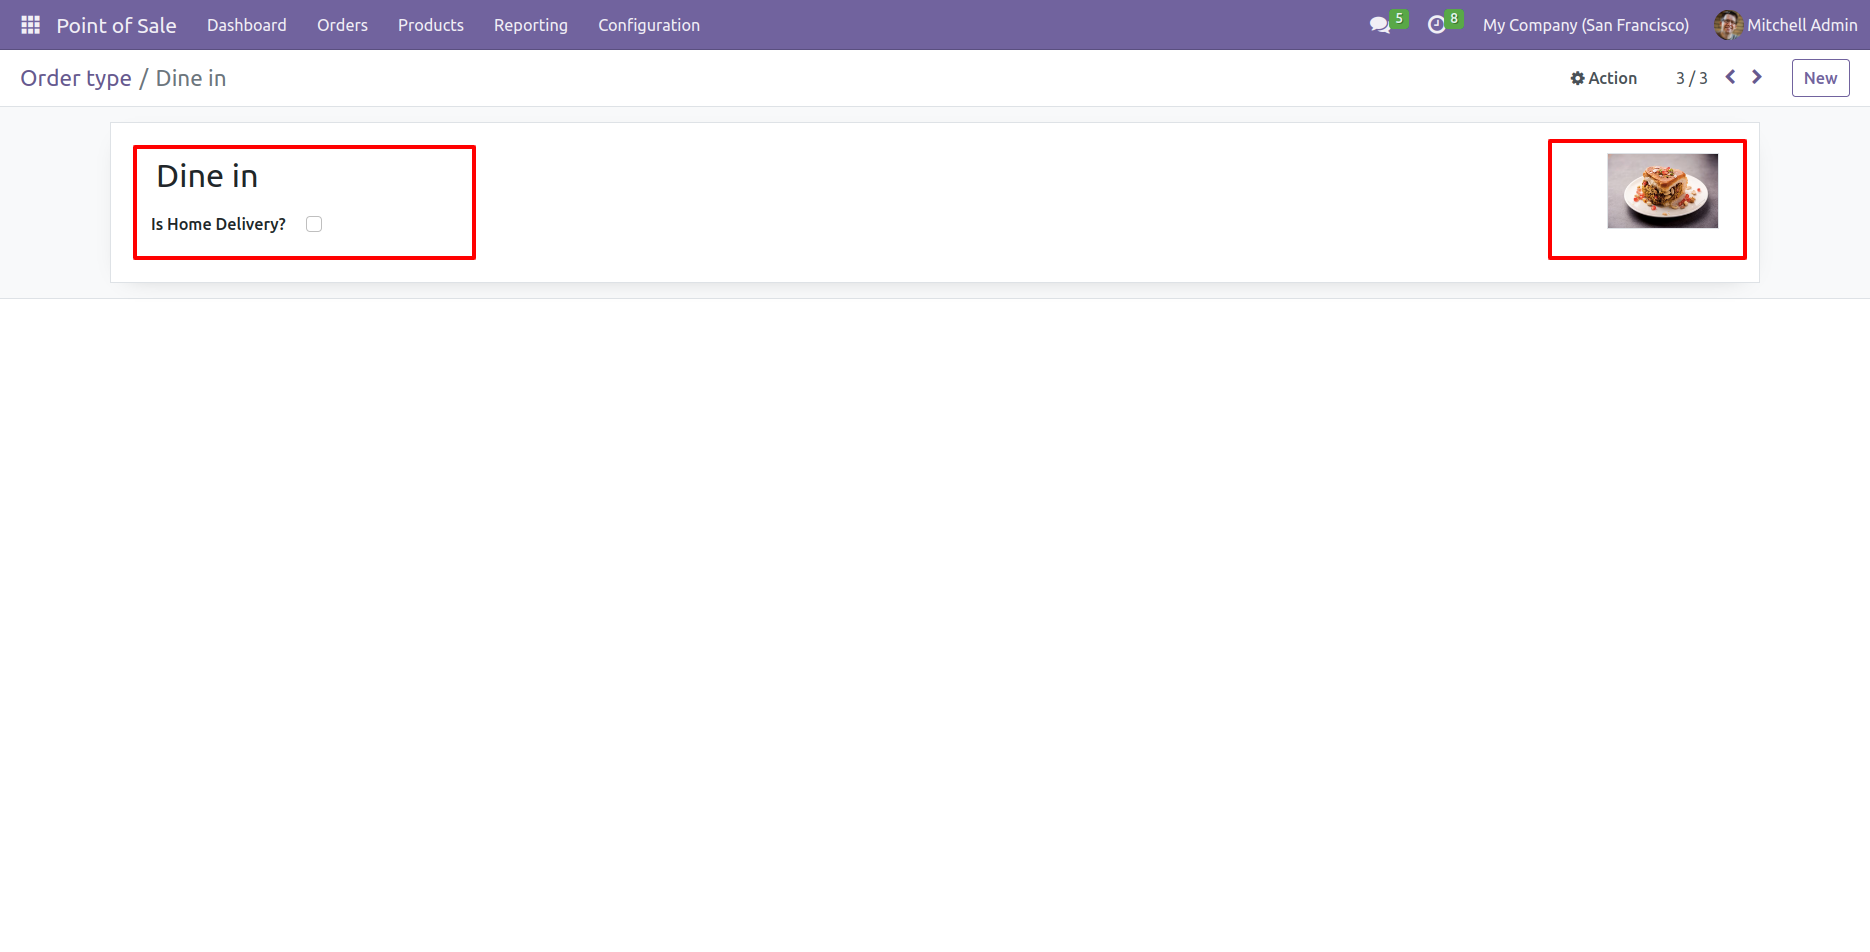 Point of Sale Dashboard Orders Products Reporting Configuration 5 8 My Company (San Francisco) Mitchell Admin
Order type / Dine in Action 3 / 3 New
Dine in
Is Home Delivery?